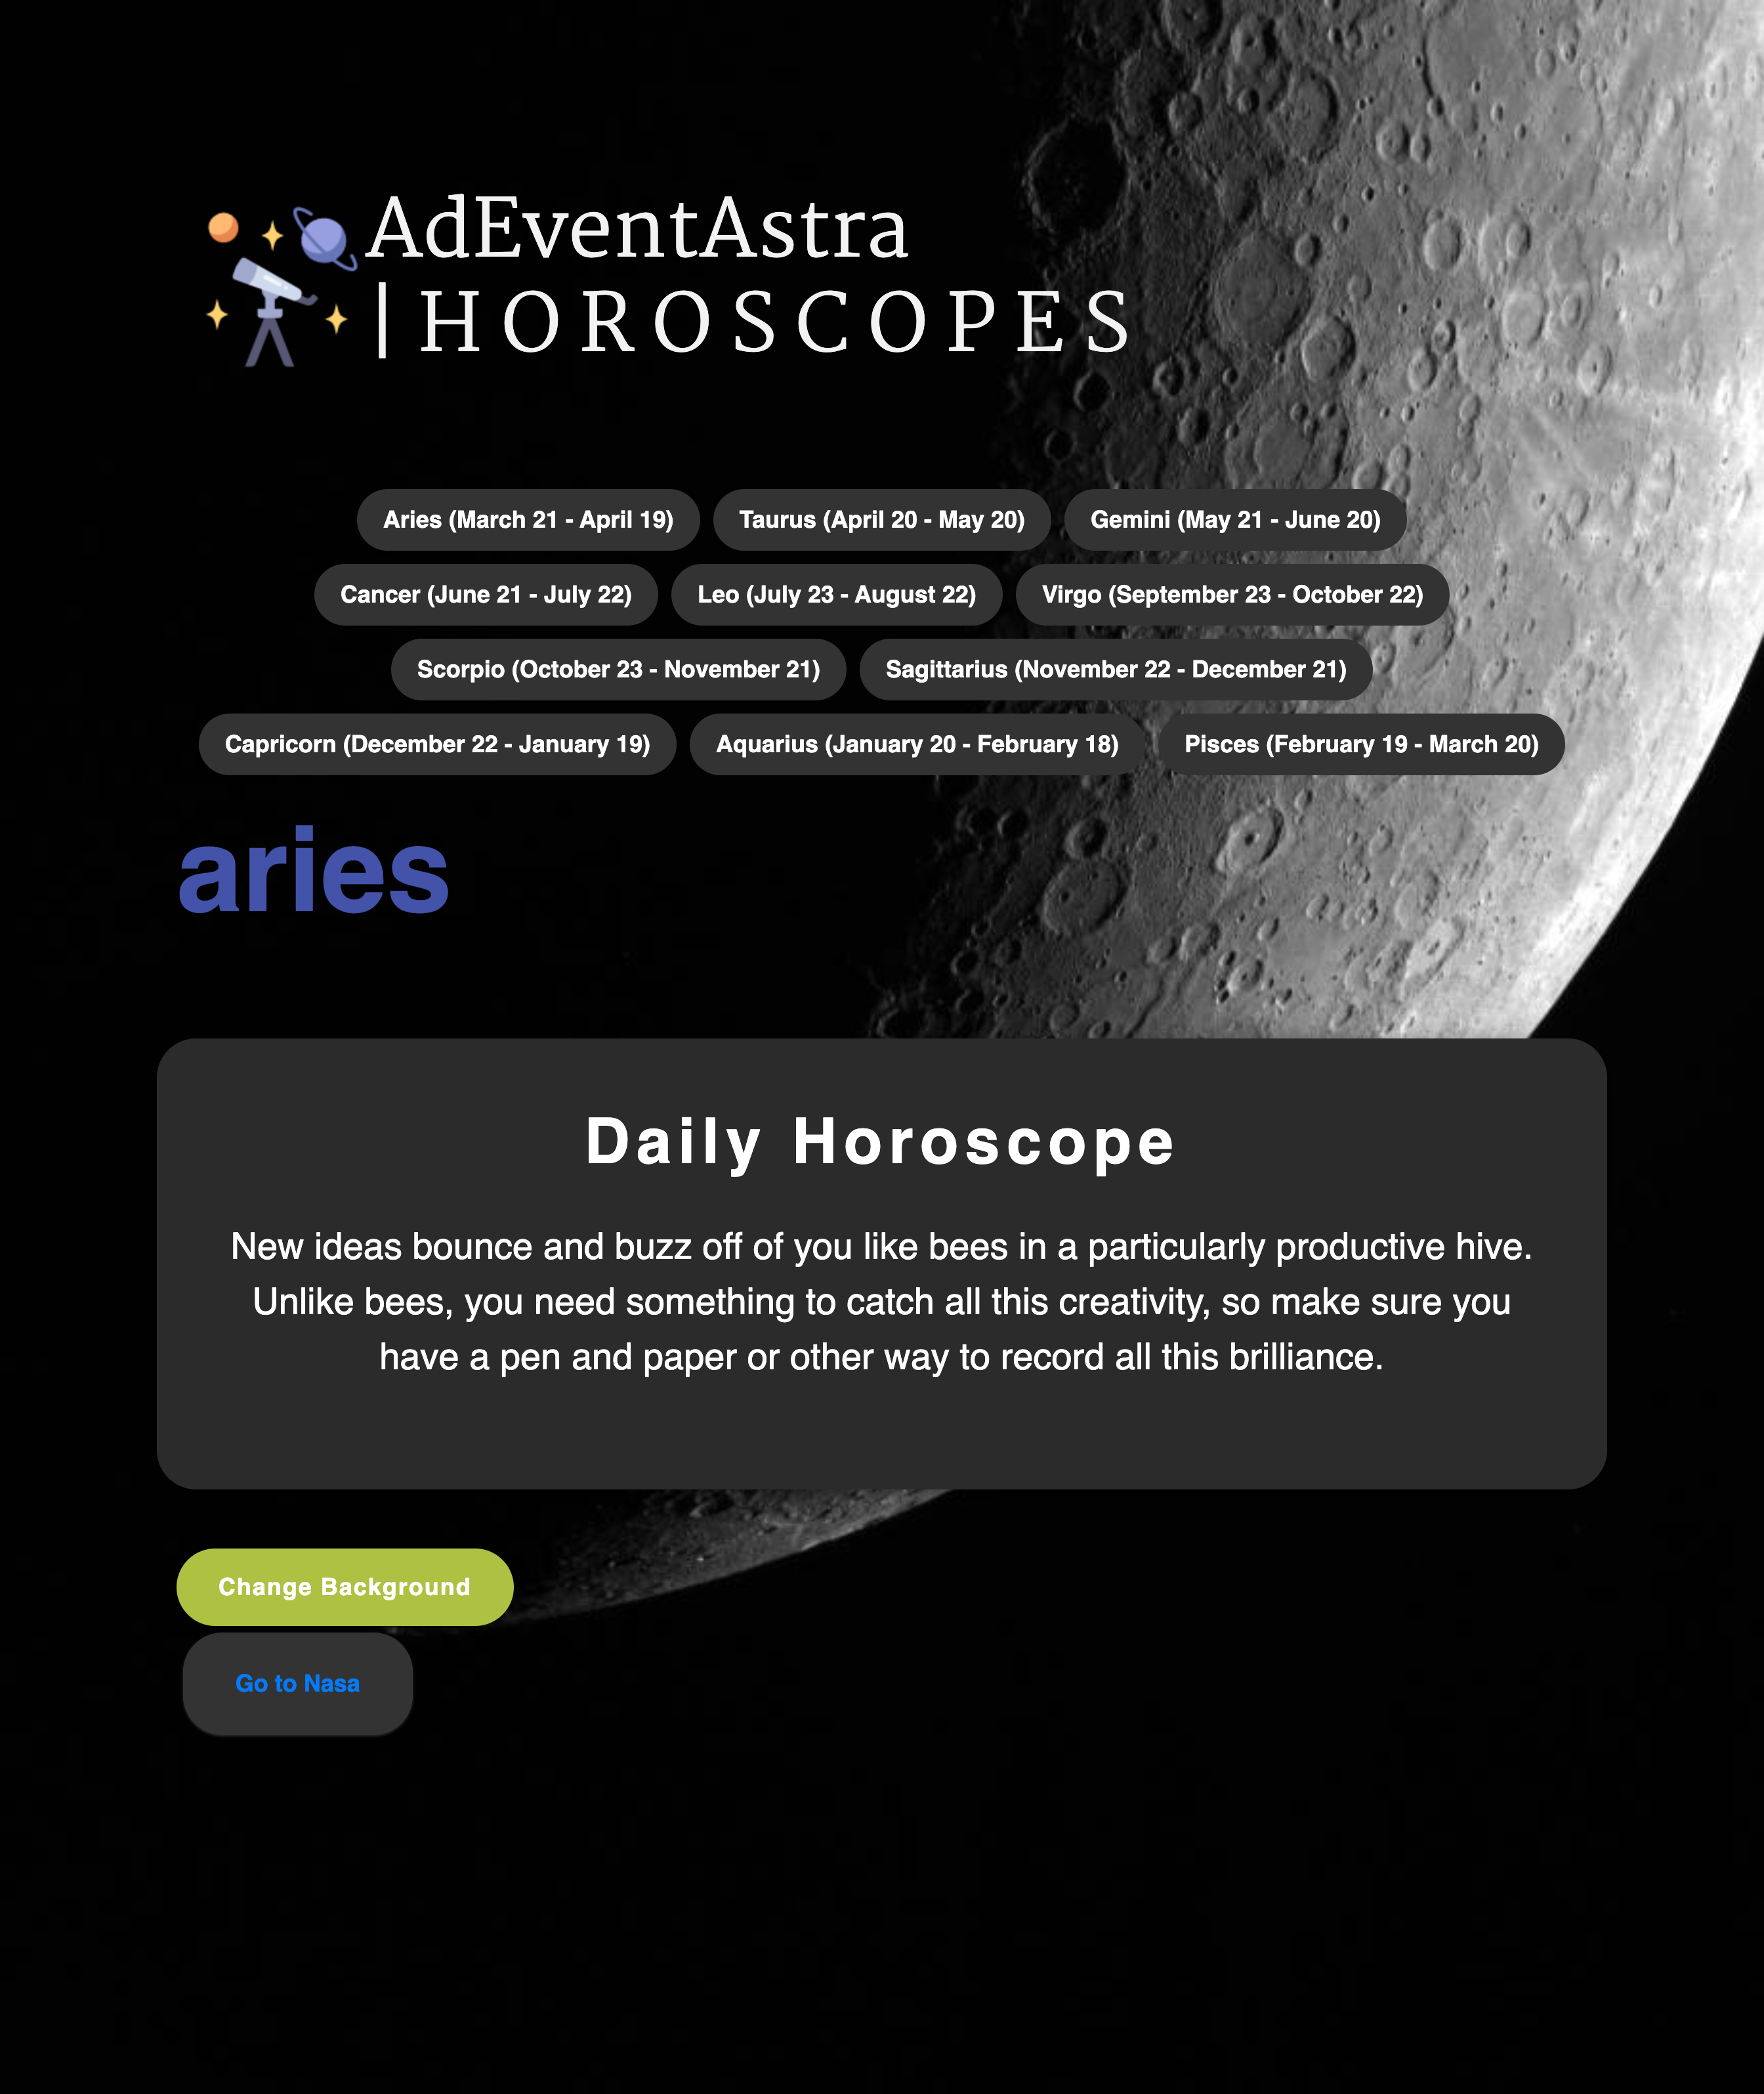 AdEventAstra
| H O R O S C O P E S
Aries (March 21 - April 19)
Taurus (April 20 - May 20)
Gemini (May 21 - June 20)
Cancer (June 21 - July 22)
Leo (July 23 - August 22)
Virgo (September 23 - October 22)
Scorpio (October 23 - November 21)
Sagittarius (November 22 - December 21)
Capricorn (December 22 - January 19)
Aquarius (January 20 - February 18)
Pisces (February 19 - March 20)
aries
Daily Horoscope
New ideas bounce and buzz off of you like bees in a particularly productive hive.
Unlike bees, you need something to catch all this creativity, so make sure you
have a pen and paper or other way to record all this brilliance.
Change Background
Go to Nasa